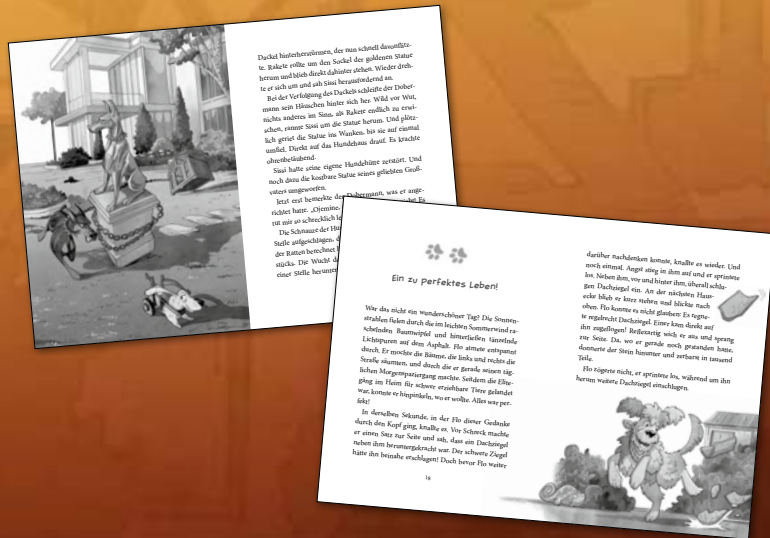 Dackel hinterherstürmen, der nun schnell davonflitz-
te. Rakete rollte um den Sockel der goldenen Statue
herum und blieb direkt dahinter stehen. Wieder dreh-
te er sich um und sah Sissi herausfordernd an.
Bei der Verfolgung des Dackels schleifte der Dober-
mann sein Häuschen hinter sich her. Wild vor Wut,
nichts anderes im Sinn, als Rakete endlich zu erwi-
schen, rannte Sissi um die Statue herum. Und plötz-
lich geriet die Statue ins Wanken, bis sie auf einmal
umfiel. Direkt auf das Hundehaus drauf. Es krachte
ohrenbetäubend.
Sissi hatte seine eigene Hundehütte zerstört. Und
noch dazu die kostbare Statue seines geliebten Groß-
vaters umgeworfen.
Jetzt erst bemerkte der Dobermann, was er ange-
richtet hatte. „Ojemine,
Es
tut mir so schrecklich
Die Schnauze der
Stelle aufgeschlagen,
der Ratten berechnet
stücks. Die Wucht
einer Stelle
Ein zu perfektes Leben!
War das nicht ein wunderschöner Tag? Die Sonnen-
strahlen fielen durch die im leichten Sommerwind ra-
schelnden Baumwipfel und hinterließen tänzelnde
Lichtspuren auf dem Asphalt. Flo atmete entspannt
durch. Er mochte die Bäume, die links und rechts die
Straße säumten, und durch die er gerade seinen täg-
lichen Morgenspaziergang machte. Seitdem die Elite-
gang im Heim für schwer erziehbare Tiere gelandet
war, konnte er hinpinkeln, wo er wollte. Alles war per-
fekt!
In derselben Sekunde, in der Flo dieser Gedanke
durch den Kopf ging, knallte es. Vor Schreck machte
er einen Satz zur Seite und sah, dass ein Dachziegel
neben ihm heruntergekracht war. Der schwere Ziegel
hätte ihn beinahe erschlagen! Doch bevor Flo weiter
18
darüber nachdenken konnte, knallte es wieder. Und
noch einmal. Angst stieg in ihm auf und er sprintete
los. Neben ihm, vor und hinter ihm, überall schlu-
gen Dachziegel ein. An der nächsten Haus-
ecke blieb er kurz stehen und blickte nach
oben. Flo konnte es nicht glauben: Es regne-
te regelrecht Dachziegel. Einer kam direkt auf
ihn zugeflogen! Reflexartig wich er aus und sprang
zur Seite. Da, wo er gerade noch gestanden hatte,
donnerte der Stein hinunter und zerbarst in tausend
Teile.
Flo zögerte nicht, er sprintete los, während um ihn
herum weitere Dachziegel einschlugen.